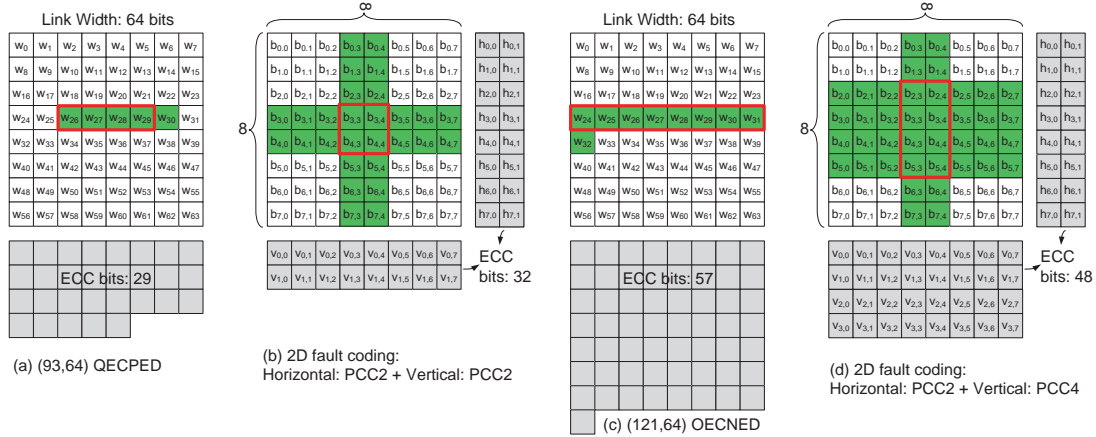 Link Width: 64 bits
w0 w1 w2 w3 w4 w5 w6 w7
w8 w9 w10 w11 w12 w13 w14 w15
w16 w17 w18 w19 w20 w21 w22 w23
w24 w25 w26 w27 w28 w29 w30 w31
w32 w33 w34 w35 w36 w37 w38 w39
w40 w41 w42 w43 w44 w45 w46 w47
w48 w49 w50 w51 w52 w53 w54 w55
w56 w57 w58 w59 w60 w61 w62 w63
ECC bits: 29
(a) (93,64) QECPED
8
8
b0.0 b0.1 b0.2 b0.3 b0.4 b0.5 b0.6 b0.7
b1.0 b1.1 b1.2 b1.3 b1.4 b1.5 b1.6 b1.7
b2,0 b2,1 b2,2 b2,3 b2,4 b2,5 b2,6 b2,7
b3,0 b3,1 b3,2 b3,3 b3,4 b3,5 b3,6 b3,7
b4,0 b4,1 b4,2 b4,3 b4,4 b4,5 b4,6 b4,7
b5,0 b5,1 b5,2 b5,3 b5,4 b5,5 b5,6 b5,7
b6,0 b6,1 b6,2 b6,3 b6,4 b6,5 b6,6 b6,7
b7,0 b7,1 b7,2 b7,3 b7,4 b7,5 b7,6 b7,7
h0,0 h0,1
h1,0 h1,1
h2,0 h2,1
h3,0 h3,1
h4,0 h4,1
h5,0 h5,1
h6,0 h6,1
h7,0 h7,1
v0,0 v0,1 v0,2 v0,3 v0,4 v0,5 v0,6 v0,7
v1,0 v1,1 v1,2 v1,3 v1,4 v1,5 v1,6 v1,7
ECC
bits: 32
(b) 2D fault coding:
Horizontal: PCC2 + Vertical: PCC2
Link Width: 64 bits
w0 w1 w2 w3 w4 w5 w6 w7
w8 w9 w10 w11 w12 w13 w14 w15
w16 w17 w18 w19 w20 w21 w22 w23
w24 w25 w26 w27 w28 w29 w30 w31
w32 w33 w34 w35 w36 w37 w38 w39
w40 w41 w42 w43 w44 w45 w46 w47
w48 w49 w50 w51 w52 w53 w54 w55
w56 w57 w58 w59 w60 w61 w62 w63
ECC bits: 57
(c) (121,64) OECNED
8
8
b0.0 b0.1 b0.2 b0.3 b0.4 b0.5 b0.6 b0.7
b1.0 b1.1 b1.2 b1.3 b1.4 b1.5 b1.6 b1.7
b2,0 b2,1 b2,2 b2,3 b2,4 b2,5 b2,6 b2,7
b3,0 b3,1 b3,2 b3,3 b3,4 b3,5 b3,6 b3,7
b4,0 b4,1 b4,2 b4,3 b4,4 b4,5 b4,6 b4,7
b5,0 b5,1 b5,2 b5,3 b5,4 b5,5 b5,6 b5,7
b6,0 b6,1 b6,2 b6,3 b6,4 b6,5 b6,6 b6,7
b7,0 b7,1 b7,2 b7,3 b7,4 b7,5 b7,6 b7,7
h0,0 h0,1
h1,0 h1,1
h2,0 h2,1
h3,0 h3,1
h4,0 h4,1
h5,0 h5,1
h6,0 h6,1
h7,0 h7,1
v0,0 v0,1 v0,2 v0,3 v0,4 v0,5 v0,6 v0,7
v1,0 v1,1 v1,2 v1,3 v1,4 v1,5 v1,6 v1,7
v2,0 v2,1 v2,2 v2,3 v2,4 v2,5 v2,6 v2,7
v3,0 v3,1 v3,2 v3,3 v3,4 v3,5 v3,6 v3,7
ECC
bits: 48
(d) 2D fault coding:
Horizontal: PCC2 + Vertical: PCC4